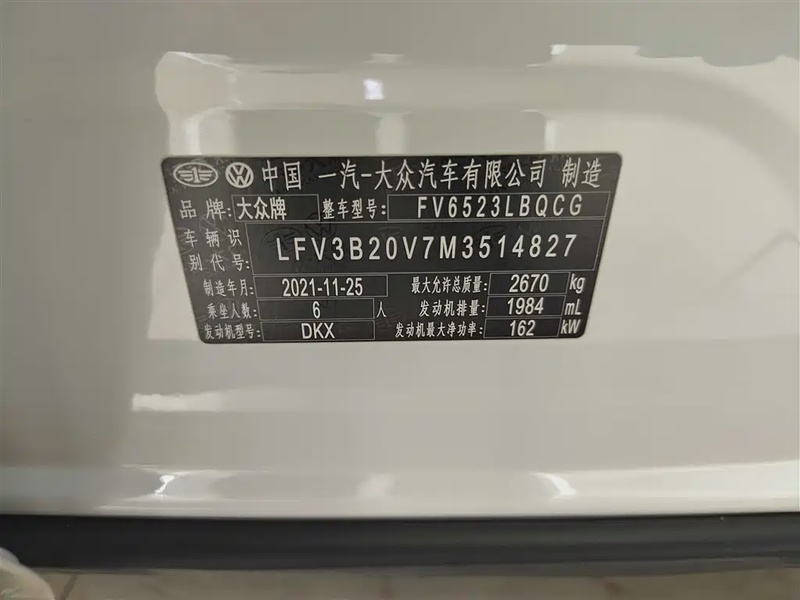 中国 一汽-大众汽车有限公司 制造
品牌: 大众牌 整车型号: FV6523LBQCG
车辆识别代号: LFV3B20V7M3514827
制造年月: 2021-11-25 最大允许总质量: 2670 kg
乘坐人数: 6 人 发动机排量: 1984 mL
发动机型号: DKX 发动机最大净功率: 162 kW